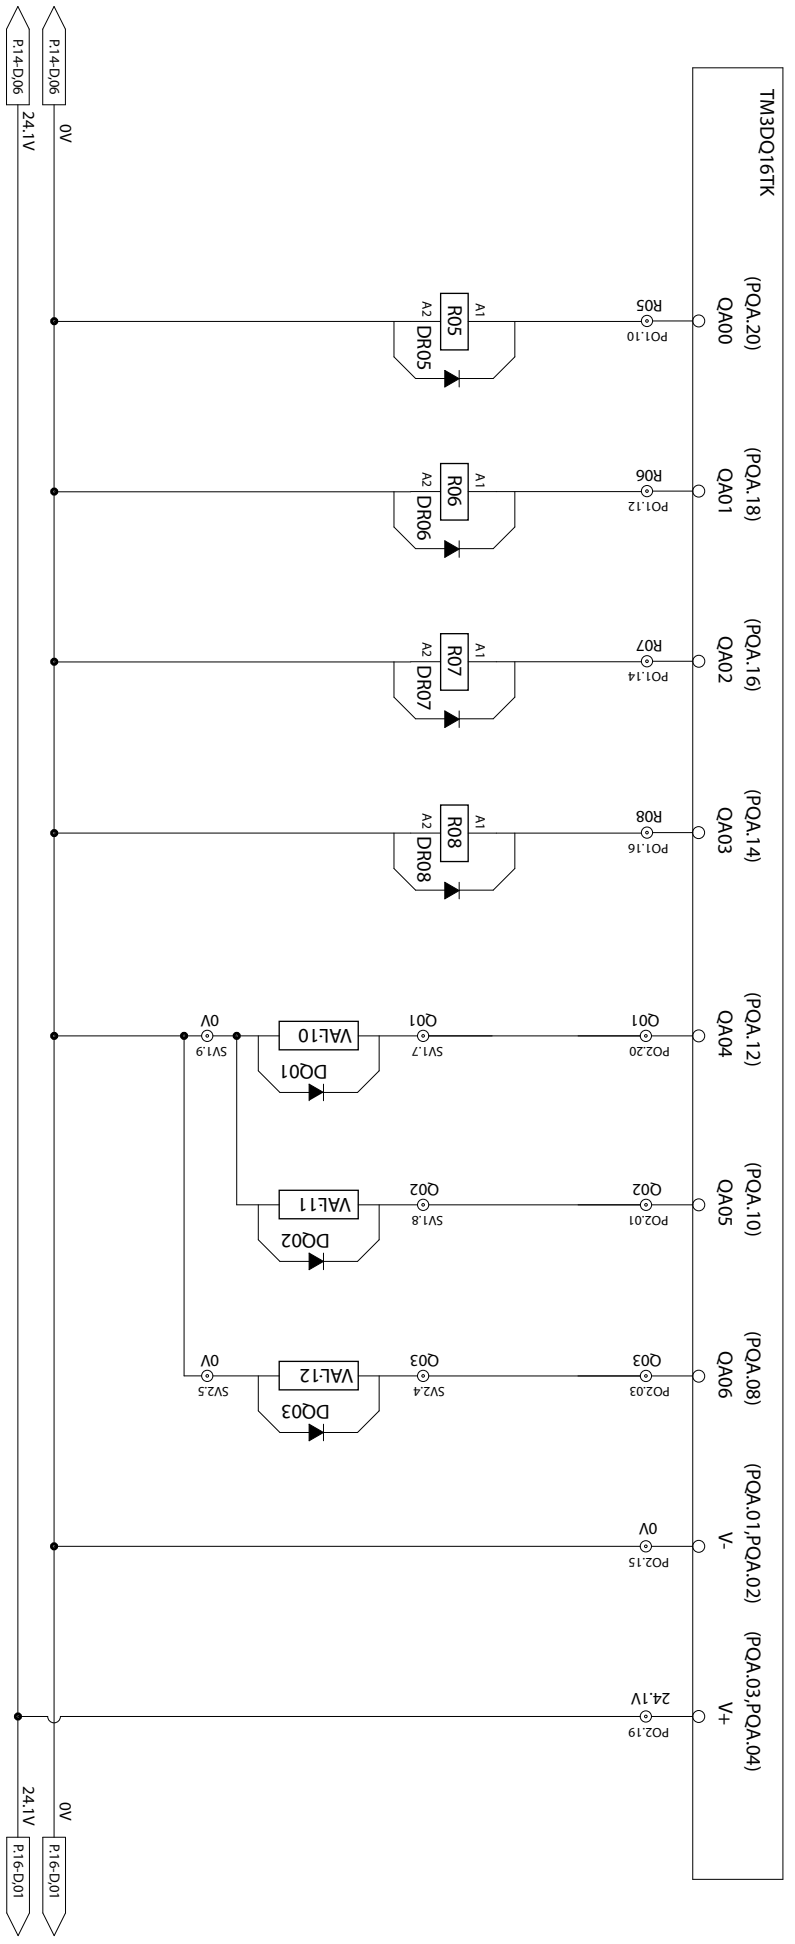 TM3DQ16TK
(PQA.20)
QA00
(PQA.18)
QA01
(PQA.16)
QA02
(PQA.14)
QA03
(PQA.12)
QA04
(PQA.10)
QA05
(PQA.08)
QA06
(PQA.01,PQA.02)
V-
(PQA.03,PQA.04)
V+
R05
PO1.10
R06
PO1.12
R07
PO1.14
R08
PO1.16
Q01
PO2.20
Q02
PO2.01
Q03
PO2.03
0V
PO2.15
24.1V
PO2.19
A1
R05
A2
DR05
A1
R06
A2
DR06
A1
R07
A2
DR07
A1
R08
A2
DR08
Q01
SV1.7
Q02
SV1.8
Q03
SV2.4
VAL-10
DQ01
VAL-11
DQ02
VAL-12
DQ03
0V
SV1.9
0V
SV2.5
P.14-D,06
0V
0V
P.16-D,01
P.14-D,06
24.1V
24.1V
P.16-D,01